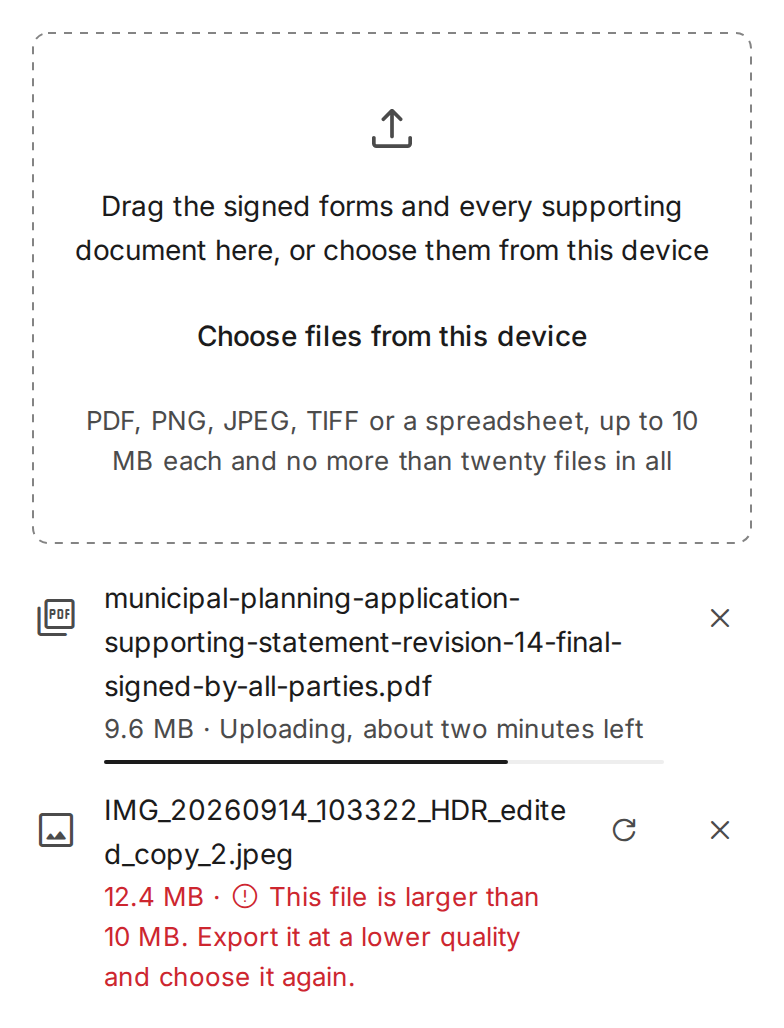 Drag the signed forms and every supporting
document here, or choose them from this device
Choose files from this device
PDF, PNG, JPEG, TIFF or a spreadsheet, up to 10
MB each and no more than twenty files in all
PDF
municipal-planning-application-
supporting-statement-revision-14-final-
signed-by-all-parties.pdf
9.6 MB · Uploading, about two minutes left
IMG_20260914_103322_HDR_edite
d_copy_2.jpeg
12.4 MB · This file is larger than
10 MB. Export it at a lower quality
and choose it again.